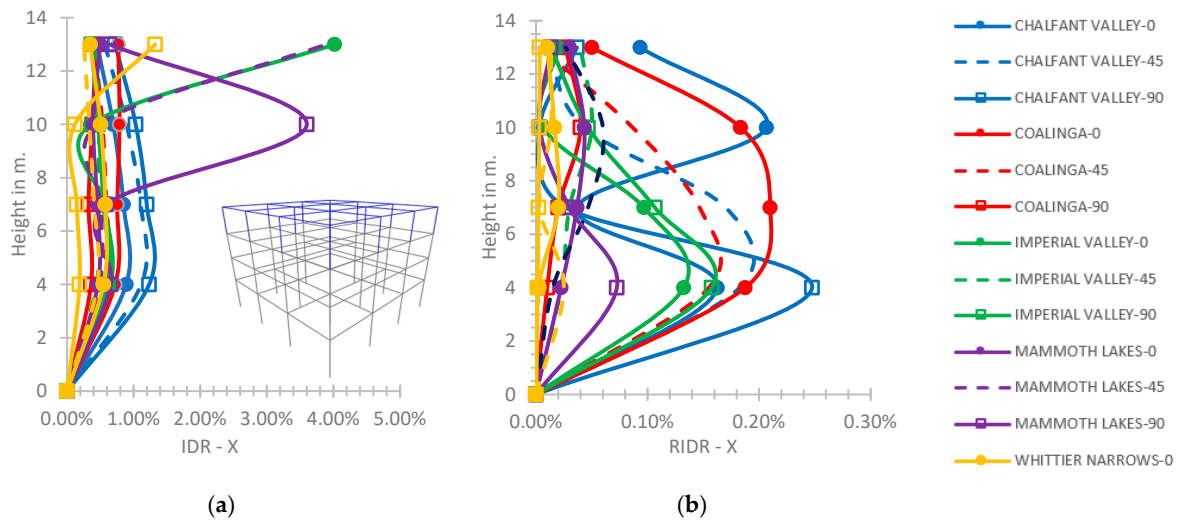 14
12
10
8
6
4
2
0
Height in m.
0.00%
1.00%
2.00%
3.00%
4.00%
5.00%
IDR - X
(a)
14
12
10
8
6
4
2
0
Height in m.
0.00%
0.10%
0.20%
0.30%
RIDR - X
(b)
CHALFANT VALLEY-0
CHALFANT VALLEY-45
CHALFANT VALLEY-90
COALINGA-0
COALINGA-45
COALINGA-90
IMPERIAL VALLEY-0
IMPERIAL VALLEY-45
IMPERIAL VALLEY-90
MAMMOTH LAKES-0
MAMMOTH LAKES-45
MAMMOTH LAKES-90
WHITTIER NARROWS-0